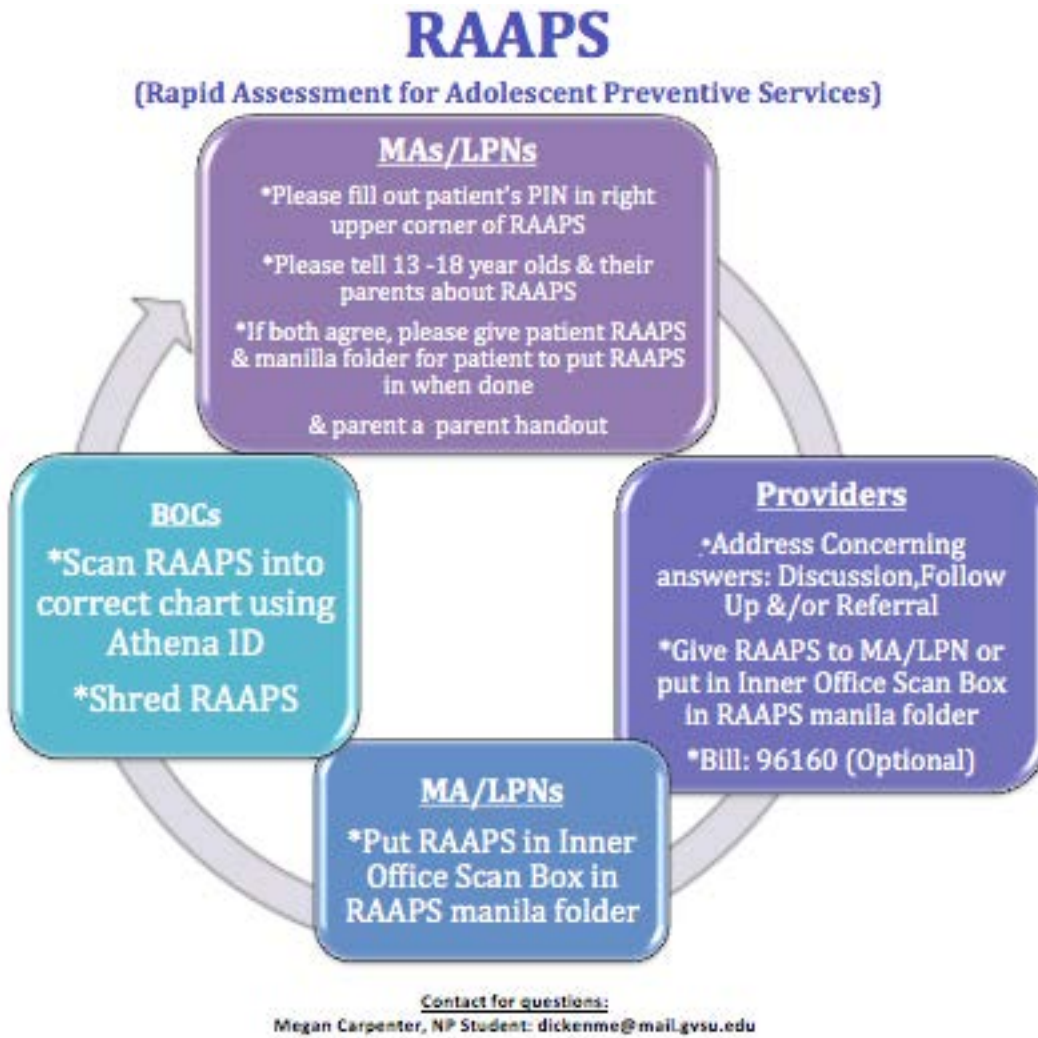 RAAPS
(Rapid Assessment for Adolescent Preventive Services)
MAs/LPNs
*Please fill out patient's PIN in right
upper corner of RAAPS
*Please tell 13 -18 year olds & their
parents about RAAPS
*If both agree, please give patient RAAPS
& manilla folder for patient to put RAAPS
in when done
& parent a parent handout
Providers
•Address Concerning
answers: Discussion,Follow
Up &/or Referral
*Give RAAPS to MA/LPN or
put in Inner Office Scan Box
in RAAPS manila folder
*Bill: 96160 (Optional)
MA/LPNs
*Put RAAPS in Inner
Office Scan Box in
RAAPS manila folder
BOCs
*Scan RAAPS into
correct chart using
Athena ID
*Shred RAAPS
Contact for questions:
Megan Carpenter, NP Student: dickenme@mail.gvsu.edu